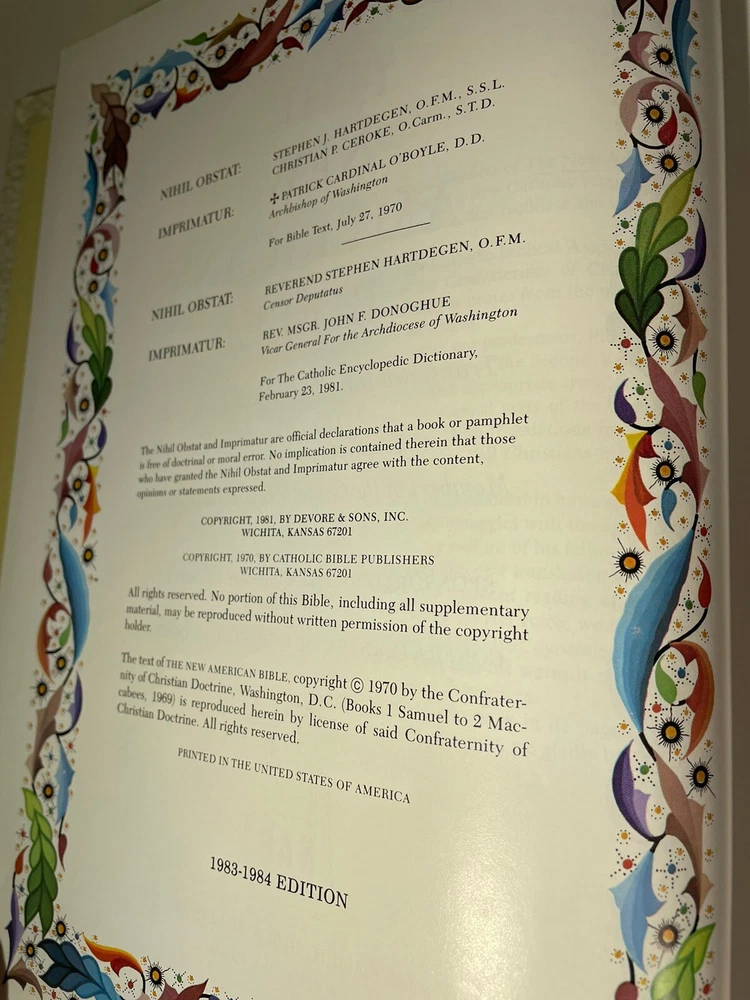 NIHIL OBSTAT:
STEPHEN J. HARTDEGEN, O.F.M., S.S.L.
CHRISTIAN P. CEROKE, O.Carm., S.T.D.
IMPRIMATUR:
✠PATRICK CARDINAL O'BOYLE, D.D.
Archbishop of Washington
For Bible Text, July 27, 1970
NIHIL OBSTAT:
REVEREND STEPHEN HARTDEGEN, O.F.M.
Censor Deputatus
IMPRIMATUR:
REV. MSGR. JOHN F. DONOGHUE
Vicar General For the Archdiocese of Washington
For The Catholic Encyclopedic Dictionary,
February 23, 1981.
The Nihil Obstat and Imprimatur are official declarations that a book or pamphlet
is free of doctrinal or moral error. No implication is contained therein that those
who have granted the Nihil Obstat and Imprimatur agree with the content,
opinions or statements expressed.
COPYRIGHT, 1981, BY DEVORE & SONS, INC.
WICHITA, KANSAS 67201
COPYRIGHT, 1970, BY CATHOLIC BIBLE PUBLISHERS
WICHITA, KANSAS 67201
All rights reserved. No portion of this Bible, including all supplementary
material, may be reproduced without written permission of the copyright
holder.
The text of THE NEW AMERICAN BIBLE, copyright © 1970 by the Confrater-
nity of Christian Doctrine, Washington, D.C. (Books 1 Samuel to 2 Mac-
cabees, 1969) is reproduced herein by license of said Confraternity of
Christian Doctrine. All rights reserved.
PRINTED IN THE UNITED STATES OF AMERICA
1983-1984 EDITION